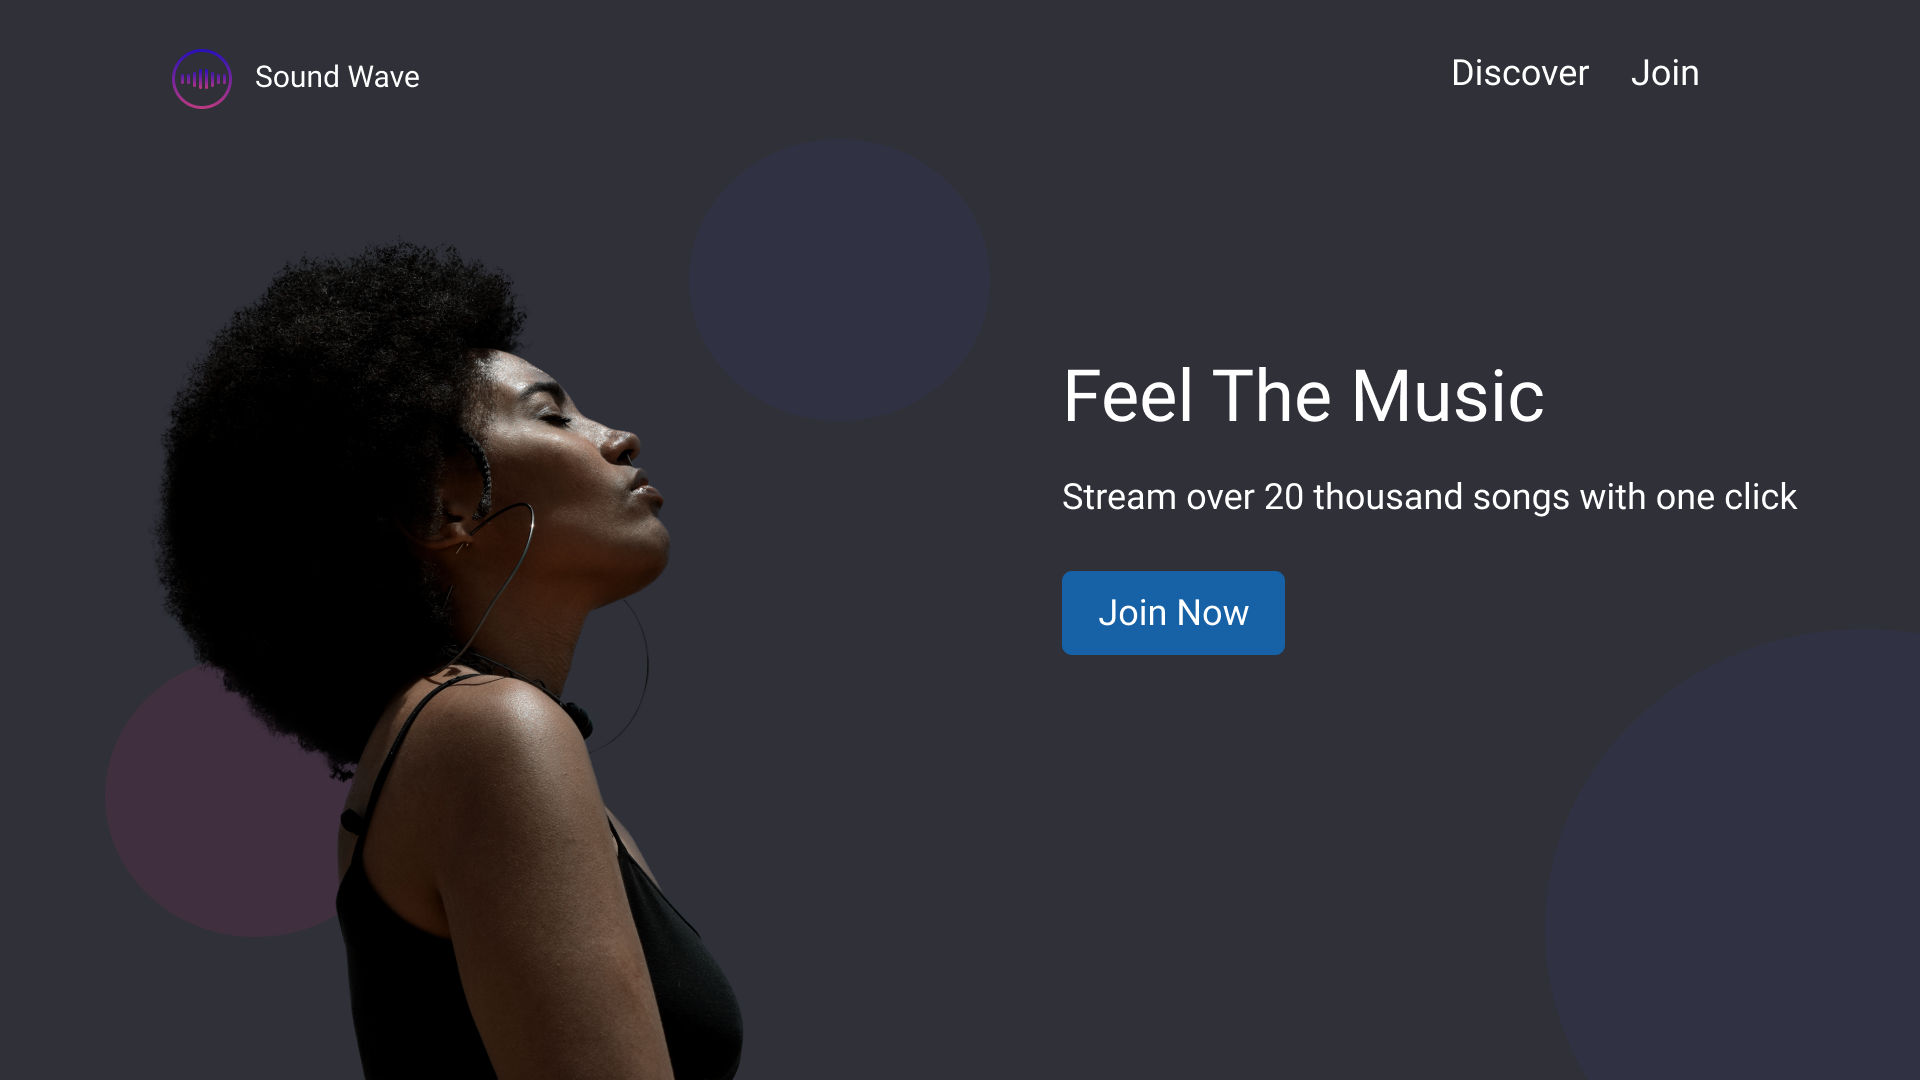 Sound Wave
Discover
Join
Feel The Music
Stream over 20 thousand songs with one click
Join Now